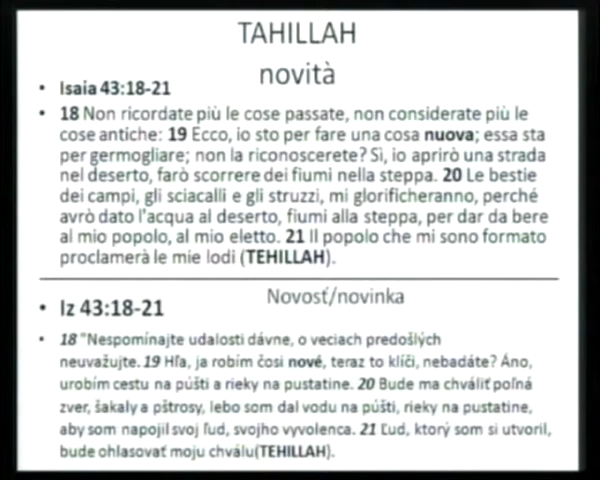 TAHILLAH
novità
• Isaia 43:18-21
• 18 Non ricordate più le cose passate, non considerate più le
cose antiche: 19 Ecco, io sto per fare una cosa nuova; essa sta
per germogliare; non la riconoscerete? Sì, io aprirò una strada
nel deserto, farò scorrere dei fiumi nella steppa. 20 Le bestie
dei campi, gli sciacalli e gli struzzi, mi glorificheranno, perché
avrò dato l'acqua al deserto, fiumi alla steppa, per dar da bere
al mio popolo, al mio eletto. 21 Il popolo che mi sono formato
proclamerà le mie lodi (TEHILLAH).
Novosť/novinka
• Iz 43:18-21
• 18 "Nespomínajte udalosti dávne, o veciach predošlých
neuvažujte. 19 Hľa, ja robím čosi nové, teraz to klíči, nebadáte? Áno,
urobím cestu na púšti a rieky na pustatine. 20 Bude ma chváliť poľná
zver, šakaly a pštrosy, lebo som dal vodu na púšti, rieky na pustatine,
aby som napojil svoj ľud, svojho vyvolenca. 21 Ľud, ktorý som si utvoril,
bude ohlasovať moju chválu(TEHILLAH).